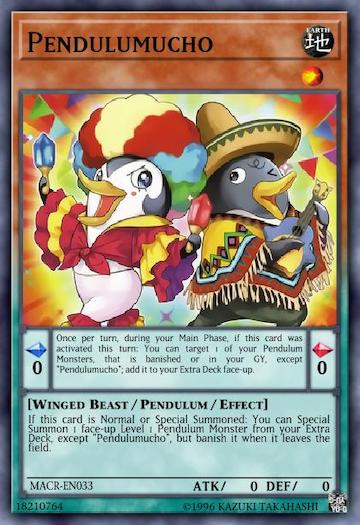 PENDULUMUCHO
EARTH
地
Once per turn, during your Main Phase, if this card was
activated this turn: You can target 1 of your Pendulum
Monsters, that is banished or in your GY, except
"Pendulumucho"; add it to your Extra Deck face-up.
0
0
[WINGED BEAST / PENDULUM / EFFECT]
If this card is Normal or Special Summoned: You can Special
Summon 1 face-up Level 1 Pendulum Monster from your Extra
Deck, except "Pendulumucho", but banish it when it leaves the
field.
MACR-EN033 ATK/ 0 DEF/ 0
18210764 ©1996 KAZUKI TAKAHASHI